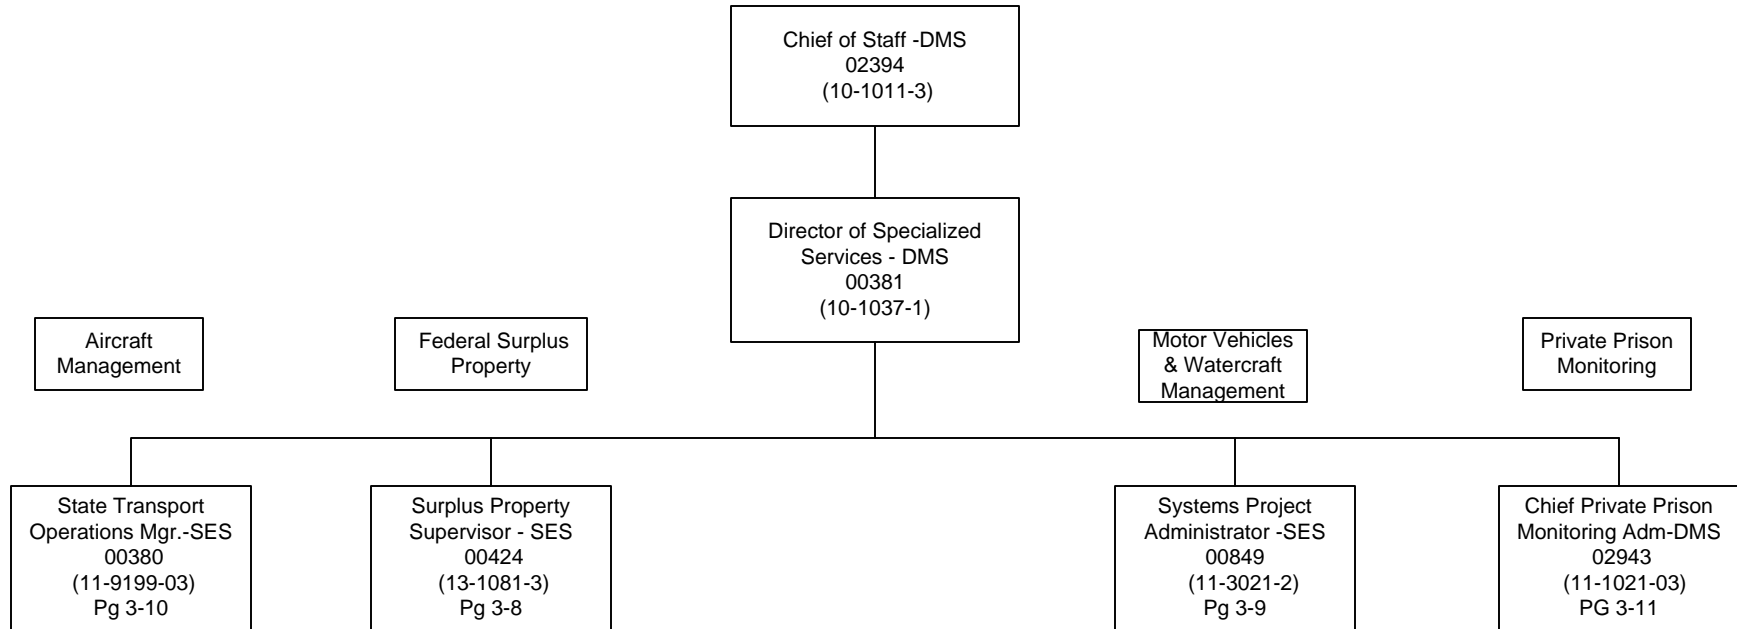 Chief of Staff -DMS
02394
(10-1011-3)
Director of Specialized
Services - DMS
00381
(10-1037-1)
Aircraft
Management
Federal Surplus
Property
Motor Vehicles
& Watercraft
Management
Private Prison
Monitoring
State Transport
Operations Mgr.-SES
00380
(11-9199-03)
Pg 3-10
Surplus Property
Supervisor - SES
00424
(13-1081-3)
Pg 3-8
Systems Project
Administrator -SES
00849
(11-3021-2)
Pg 3-9
Chief Private Prison
Monitoring Adm-DMS
02943
(11-1021-03)
PG 3-11